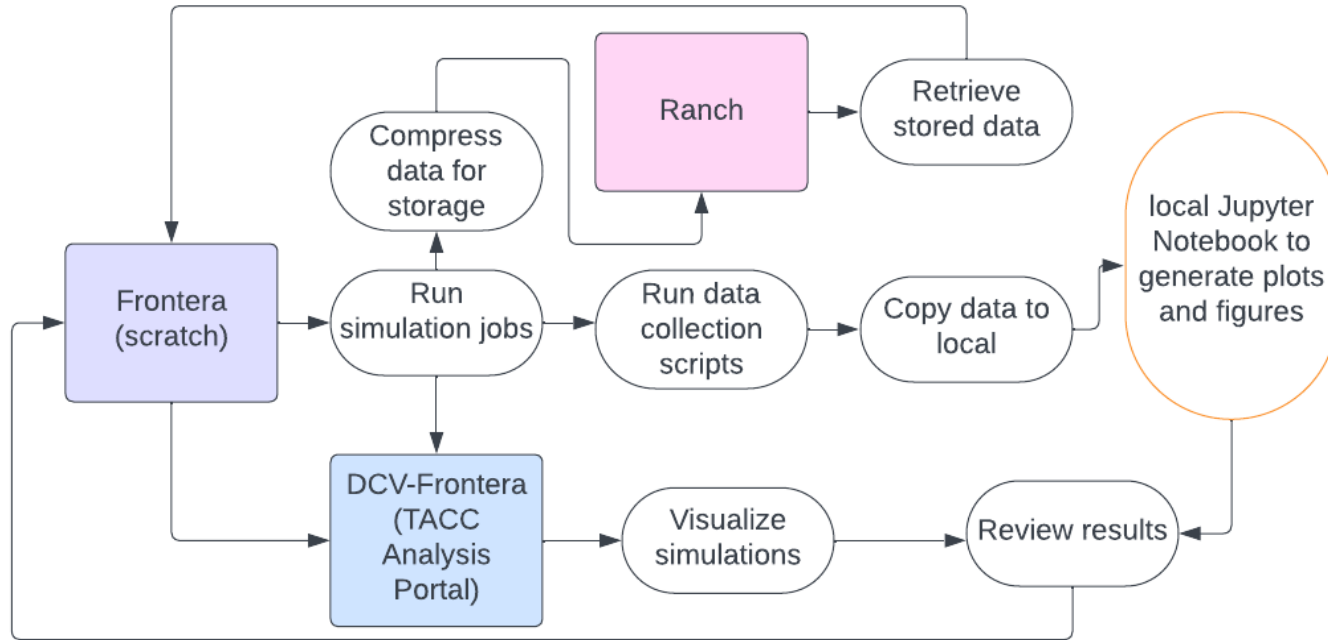 Ranch
Retrieve
stored data
Compress
data for
storage
local Jupyter
Notebook to
generate plots
and figures
Frontera
(scratch)
Run
simulation jobs
Run data
collection
scripts
Copy data to
local
DCV-Frontera
(TACC
Analysis
Portal)
Visualize
simulations
Review results